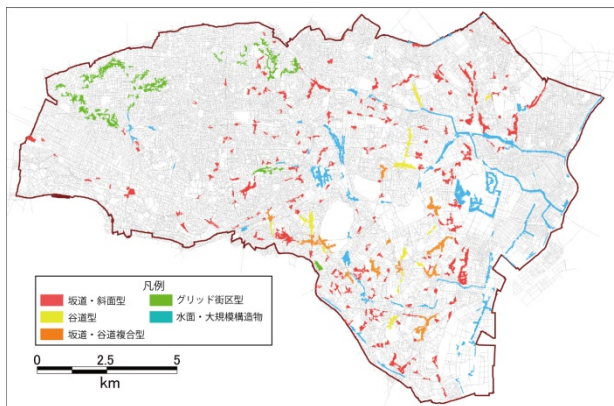 凡例
坂道・斜面型
グリッド街区型
谷道型
水面・大規模構造物
坂道・谷道複合型
0 2.5 5
km